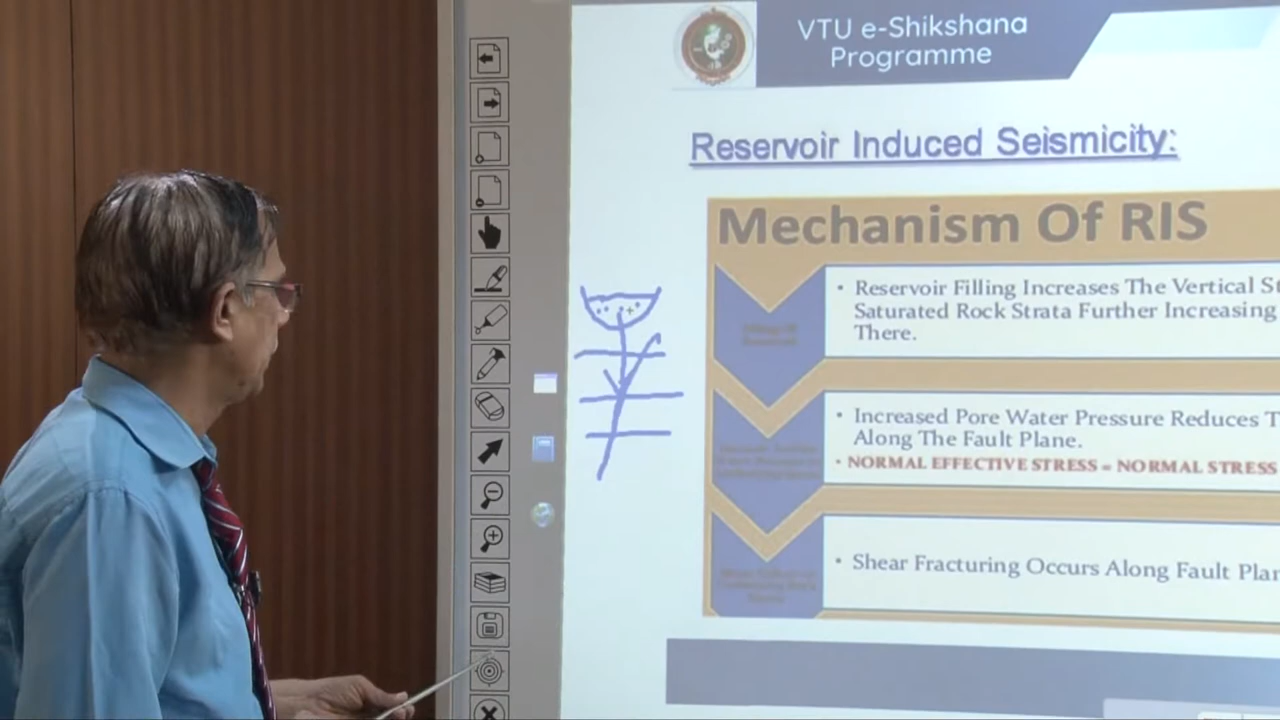 VTU e-Shikshana
Programme
Reservoir Induced Seismicity:
Mechanism Of RIS
• Reservoir Filling Increases The Vertical
Saturated Rock Strata Further Increasing
There.
• Increased Pore Water Pressure Reduces
Along The Fault Plane.
• NORMAL EFFECTIVE STRESS = NORMAL STRESS
• Shear Fracturing Occurs Along Fault